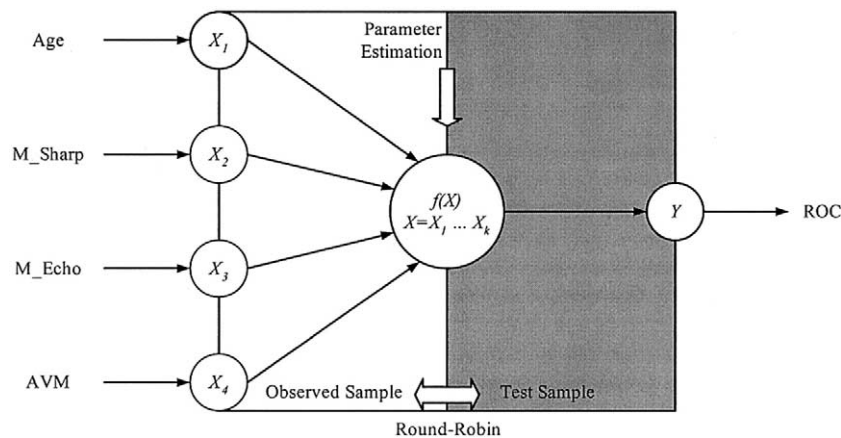 Age
X1
Parameter
Estimation
M_Sharp
X2
f(X)
X=X1 ... Xk
Y
ROC
M_Echo
X3
AVM
X4
Observed Sample
Test Sample
Round-Robin